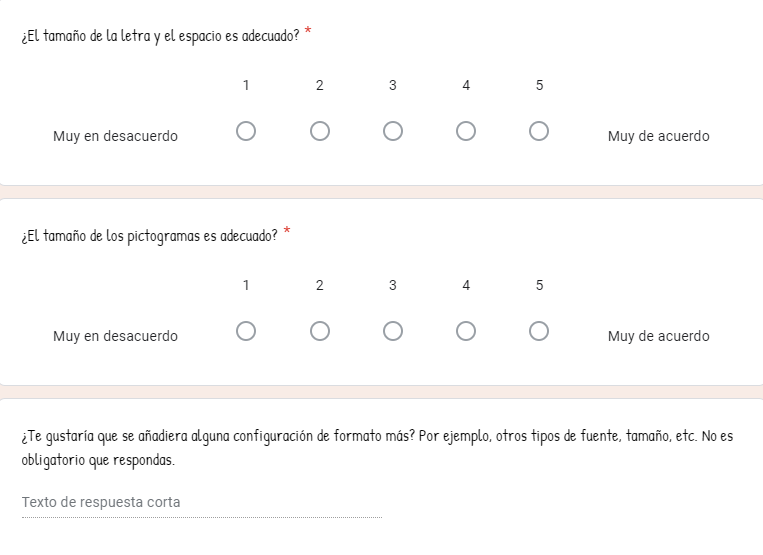 ¿El tamaño de la letra y el espacio es adecuado? *
1 2 3 4 5
Muy en desacuerdo Muy de acuerdo
¿El tamaño de los pictogramas es adecuado? *
1 2 3 4 5
Muy en desacuerdo Muy de acuerdo
¿Te gustaría que se añadiera alguna configuración de formato más? Por ejemplo, otros tipos de fuente, tamaño, etc. No es
obligatorio que respondas.
Texto de respuesta corta